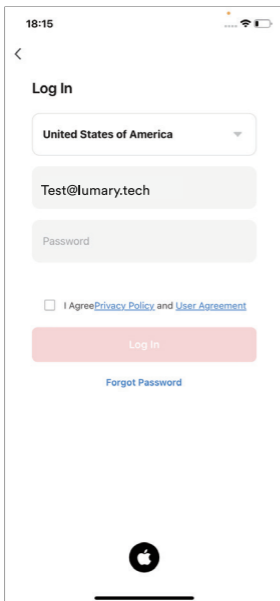 18:15
Log In
United States of America
Test@lumary.tech
Password
I AgreePrivacy Policy and User Agreement
Log In
Forgot Password